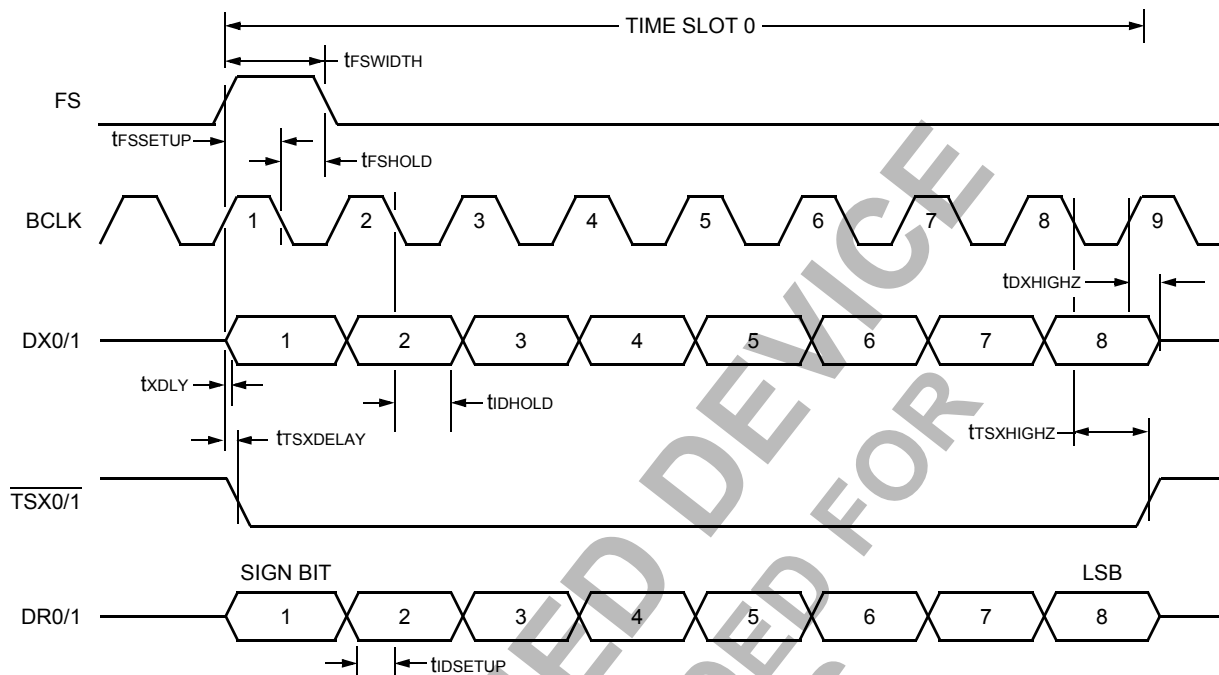 TIME SLOT 0
tFSWIDTH
FS
tFSSETUP
tFSHOLD
BCLK
1 2 3 4 5 6 7 8 9
tDXHIGHZ
DX0/1
1 2 3 4 5 6 7 8
tXDLY
tIDHOLD
tTSXDELAY
tTSXHIGHZ
TSX0/1
SIGN BIT LSB
DR0/1
1 2 3 4 5 6 7 8
tIDSETUP
DEVICE
FOR